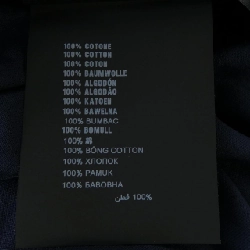 100% COTONE
100% COTTON
100% COTON
100% BAUMWOLLE
100% ALGODÓN
100% ALGODÃO
100% KATOEN
100% BAWEŁNA
100% BUMBAC
100% BOMULL
100% 棉
100% BÔNG COTTON
100% ХЛОПОК
100% PAMUK
100% БАВОВНА
100% قطن